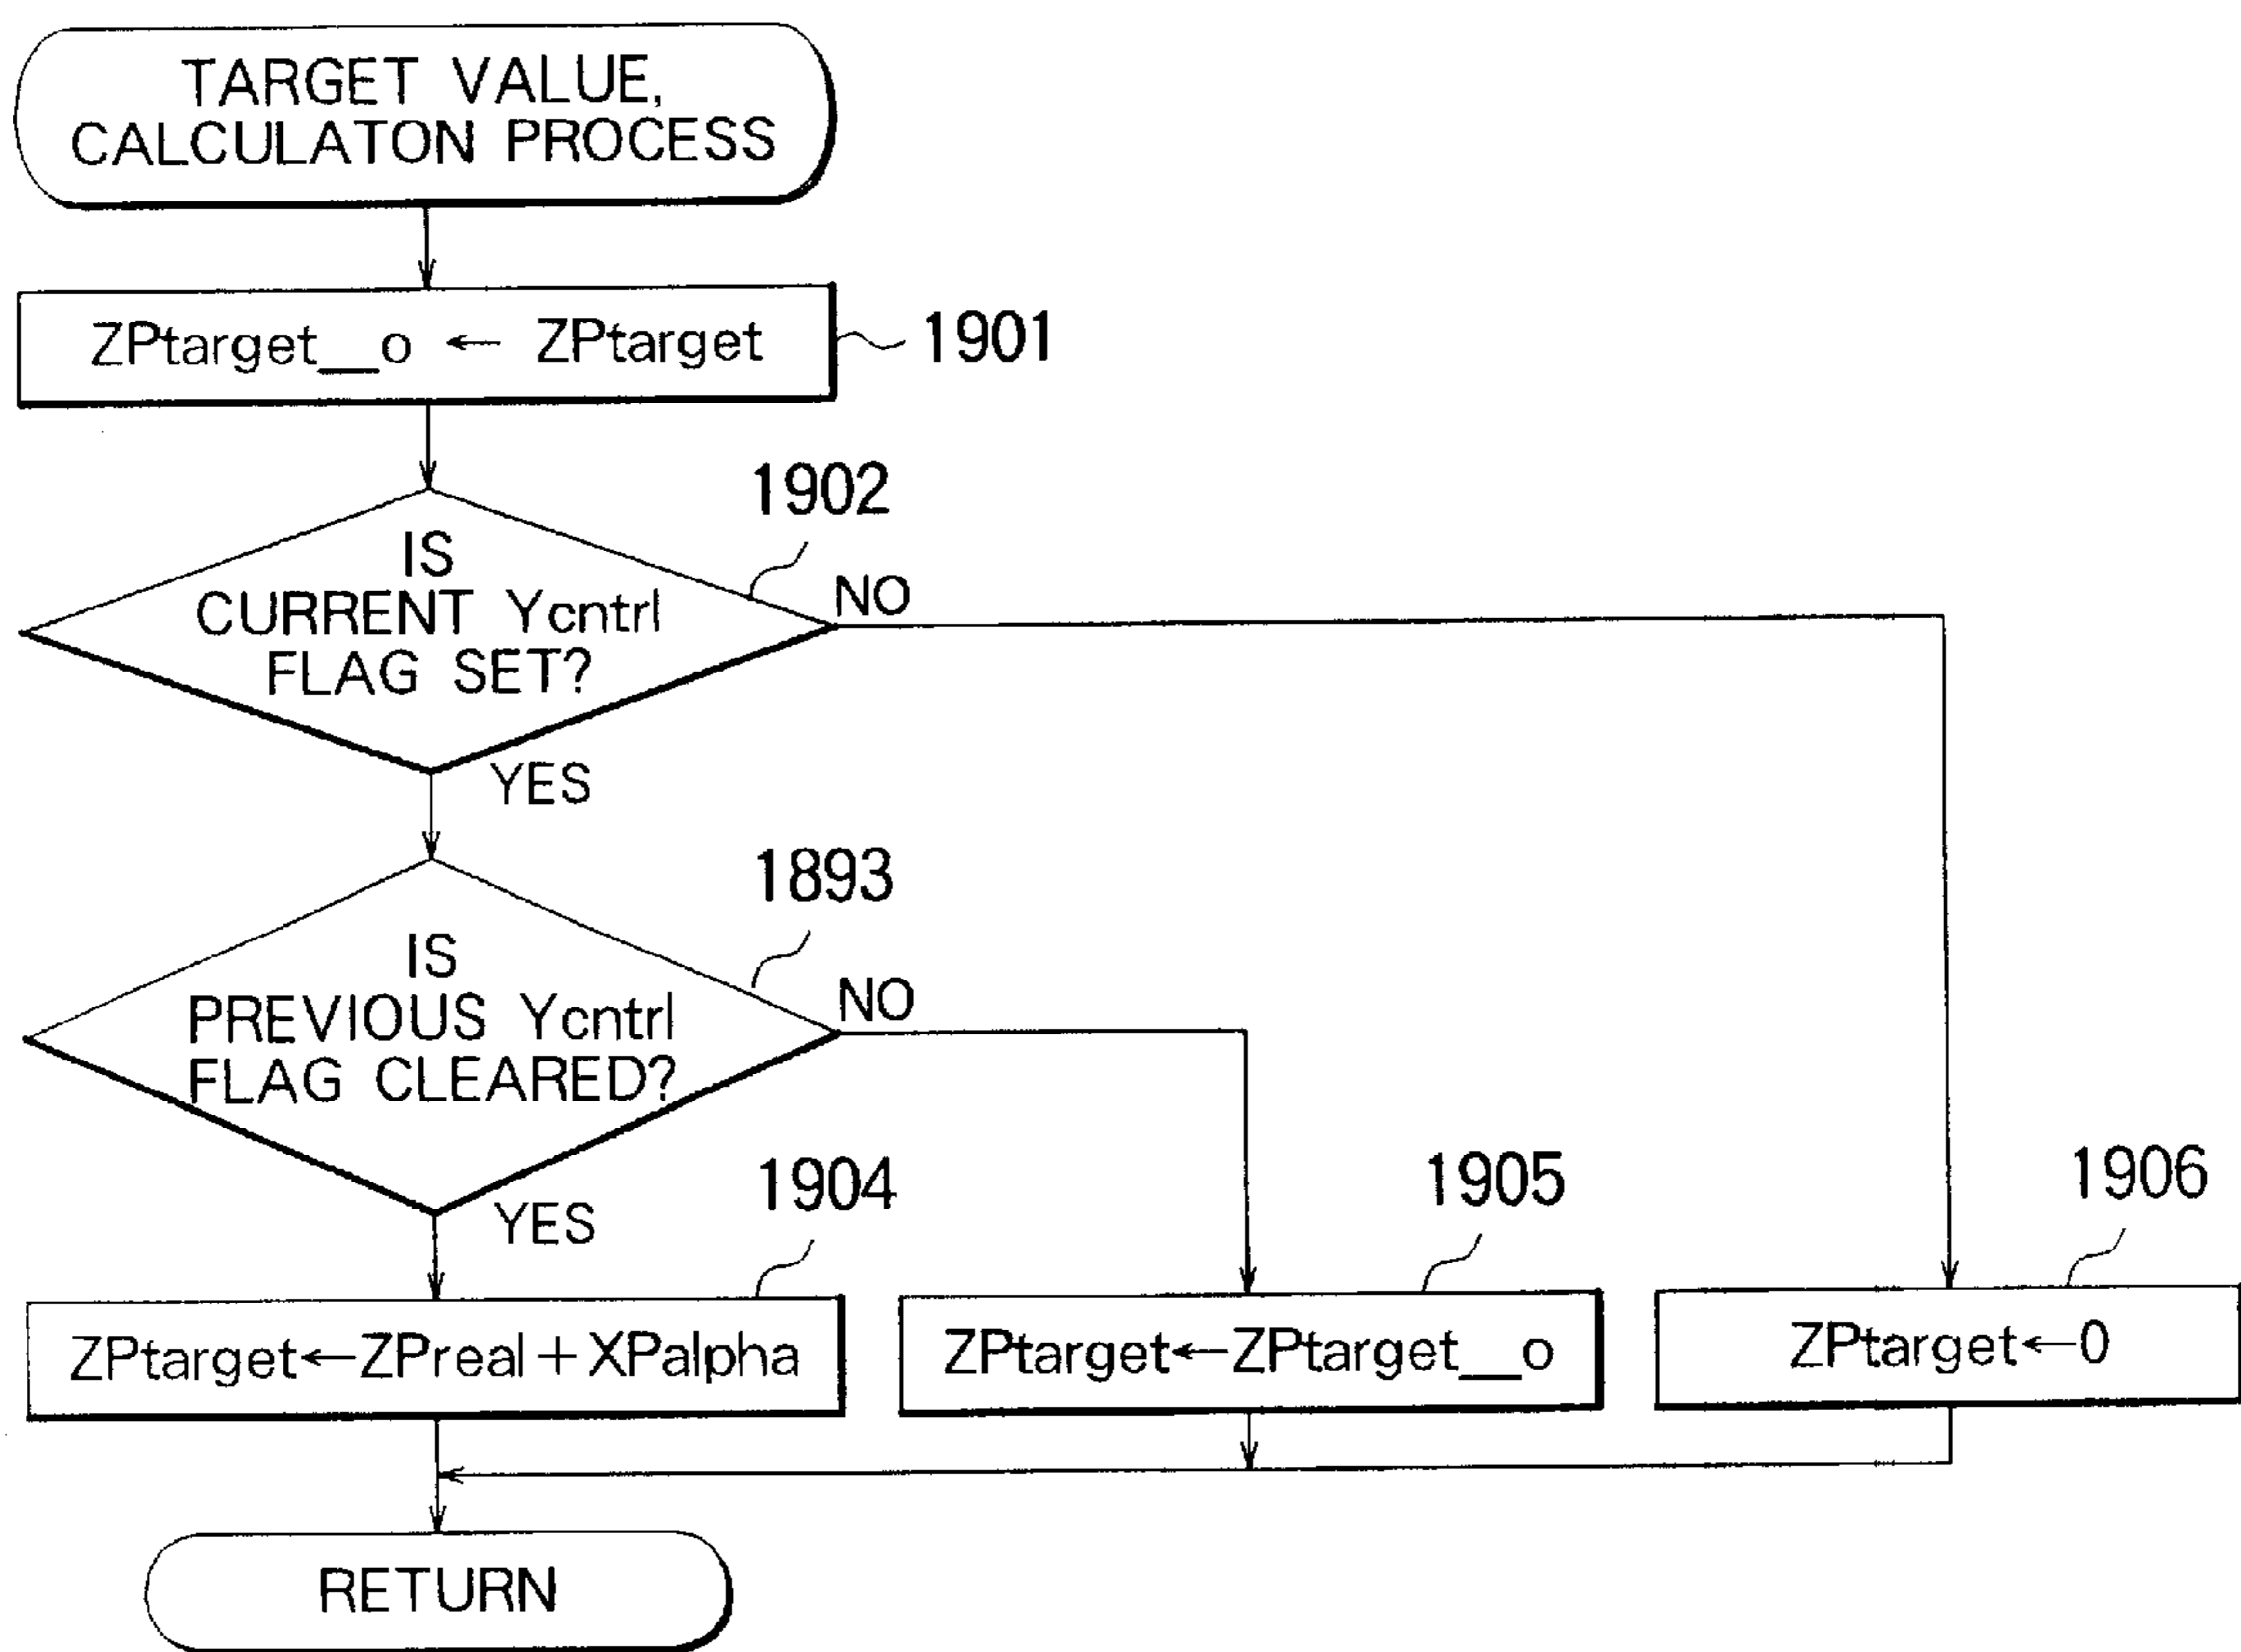 TARGET VALUE,
CALCULATON PROCESS
ZPtarget__o ← ZPtarget
1901
1902
IS
CURRENT Ycntrl
FLAG SET?
NO
YES
1893
IS
PREVIOUS Ycntrl
FLAG CLEARED?
NO
YES
1904
1905
1906
ZPtarget←ZPreal+XPalpha
ZPtarget←ZPtarget__o
ZPtarget←0
RETURN